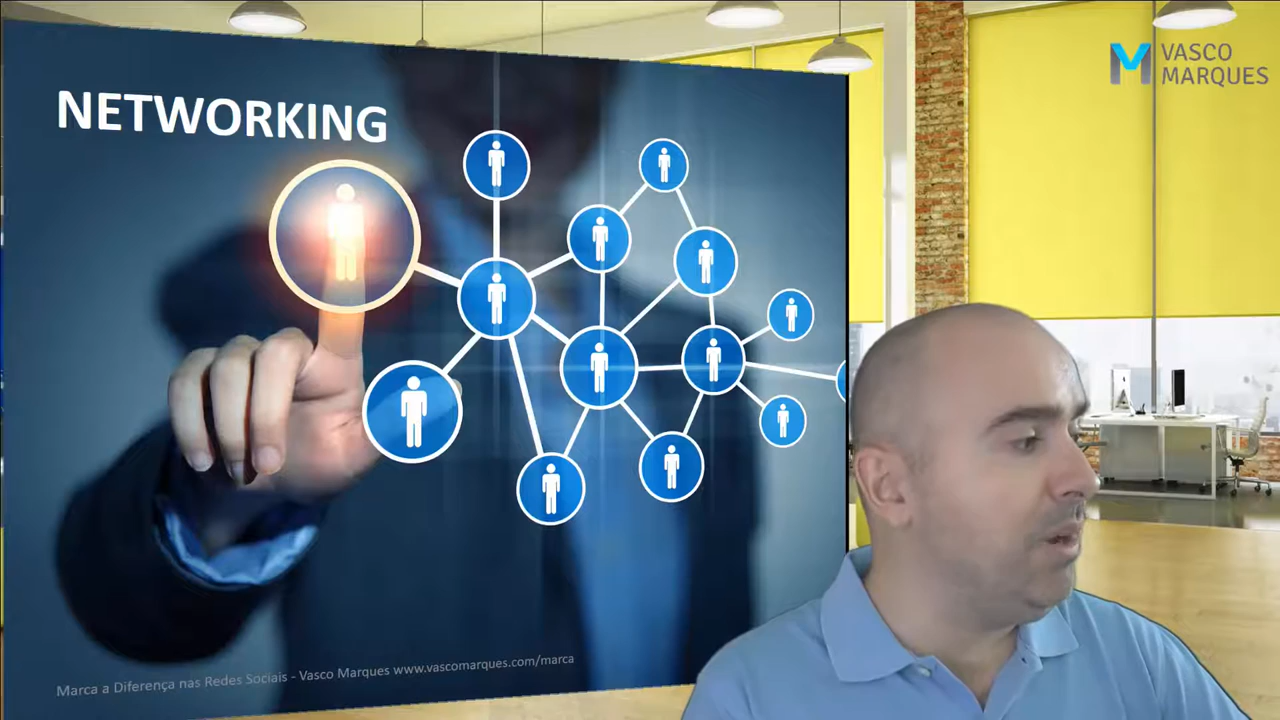 NETWORKING
VASCO
MARQUES
Marca a Diferença nas Redes Sociais - Vasco Marques www.vascomarques.com/marca